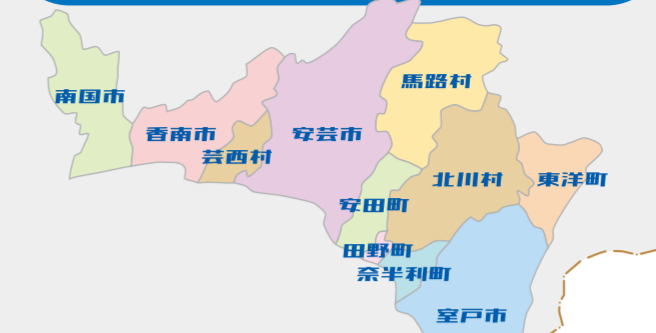 馬路村
南国市
香南市
安芸市
芸西村
北川村
東洋町
安田町
田野町
奈半利町
室戸市